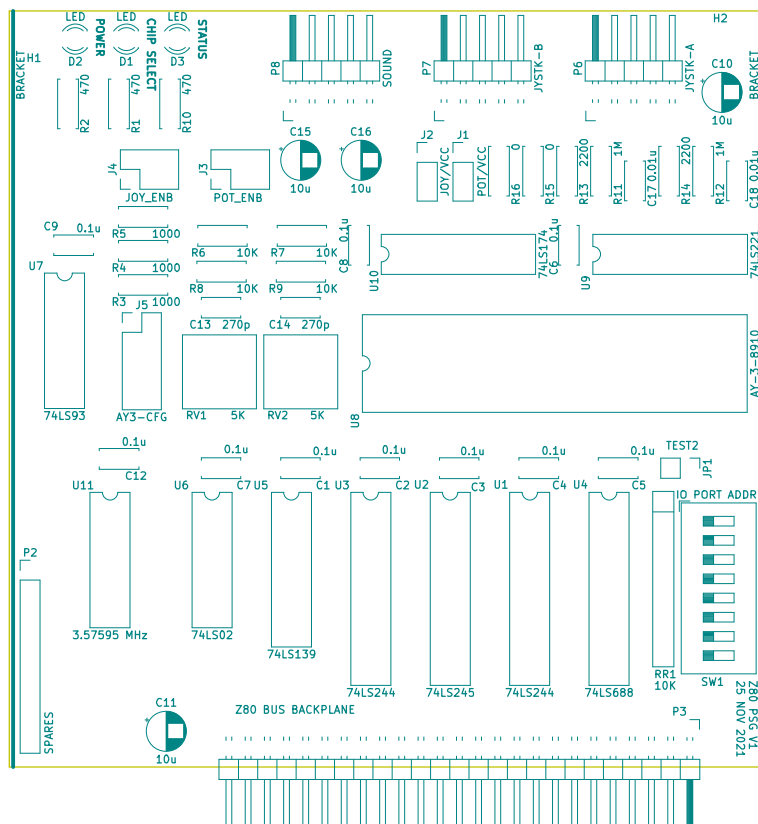 LED
LED
LED
H2
POWER
CHIP SELECT
STATUS
H1
BRACKET
D2
D1
D3
P8
SOUND
P7
JYSTK-B
P6
JYSTK-A
C10
10u
BRACKET
470
470
470
R2
R1
R10
C15
C16
10u
10u
J2
J1
JOY/VCC
POT/VCC
0
R16
0
R15
2200
R13
1M
R11
0.01u
C17
2200
R14
1M
R12
0.01u
C18
J4
JOY_ENB
J3
POT_ENB
C9
0.1u
R5
1000
R6
10K
R7
10K
0.1u
C8
U10
74LS174
0.1u
C6
U9
74LS221
U7
R4
1000
R8
10K
R9
10K
R3
1000
J5
C13
270p
C14
270p
74LS93
AY3-CFG
RV1
5K
RV2
5K
U8
AY-3-8910
0.1u
C12
0.1u
0.1u
0.1u
0.1u
0.1u
0.1u
TEST2
JP1
U11
U6
C7
U5
C1
U3
C2
U2
C3
U1
C4
U4
C5
IO PORT ADDR
P2
3.57595 MHz
74LS02
74LS139
74LS244
74LS245
74LS244
74LS688
RR1
10K
SW1
Z80 PSG V1
25 NOV 2021
SPARES
C11
10u
Z80 BUS BACKPLANE
P3